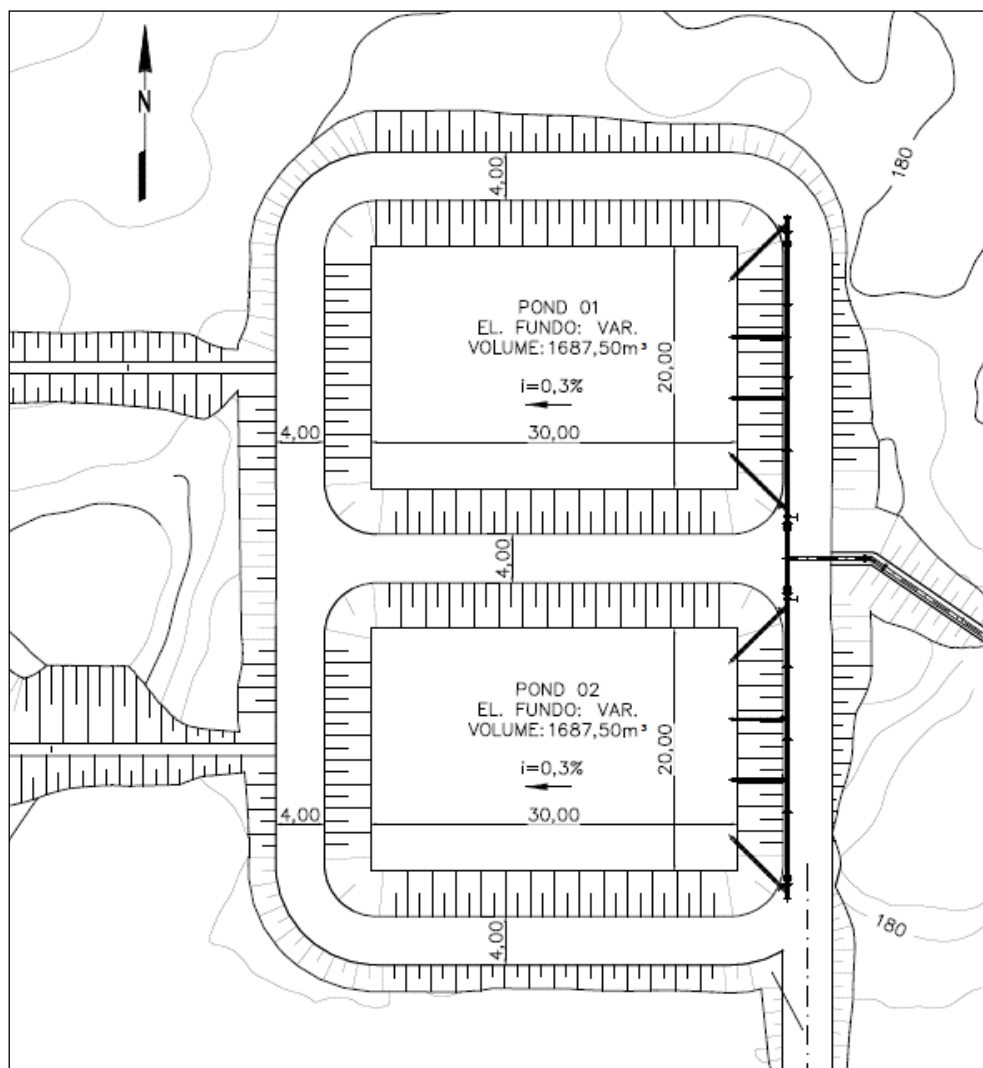 N
180
4,00
POND 01
EL. FUNDO: VAR.
VOLUME: 1687,50m³
i=0,3%
20,00
4,00
30,00
4,00
POND 02
EL. FUNDO: VAR.
VOLUME: 1687,50m³
i=0,3%
20,00
4,00
30,00
4,00
180